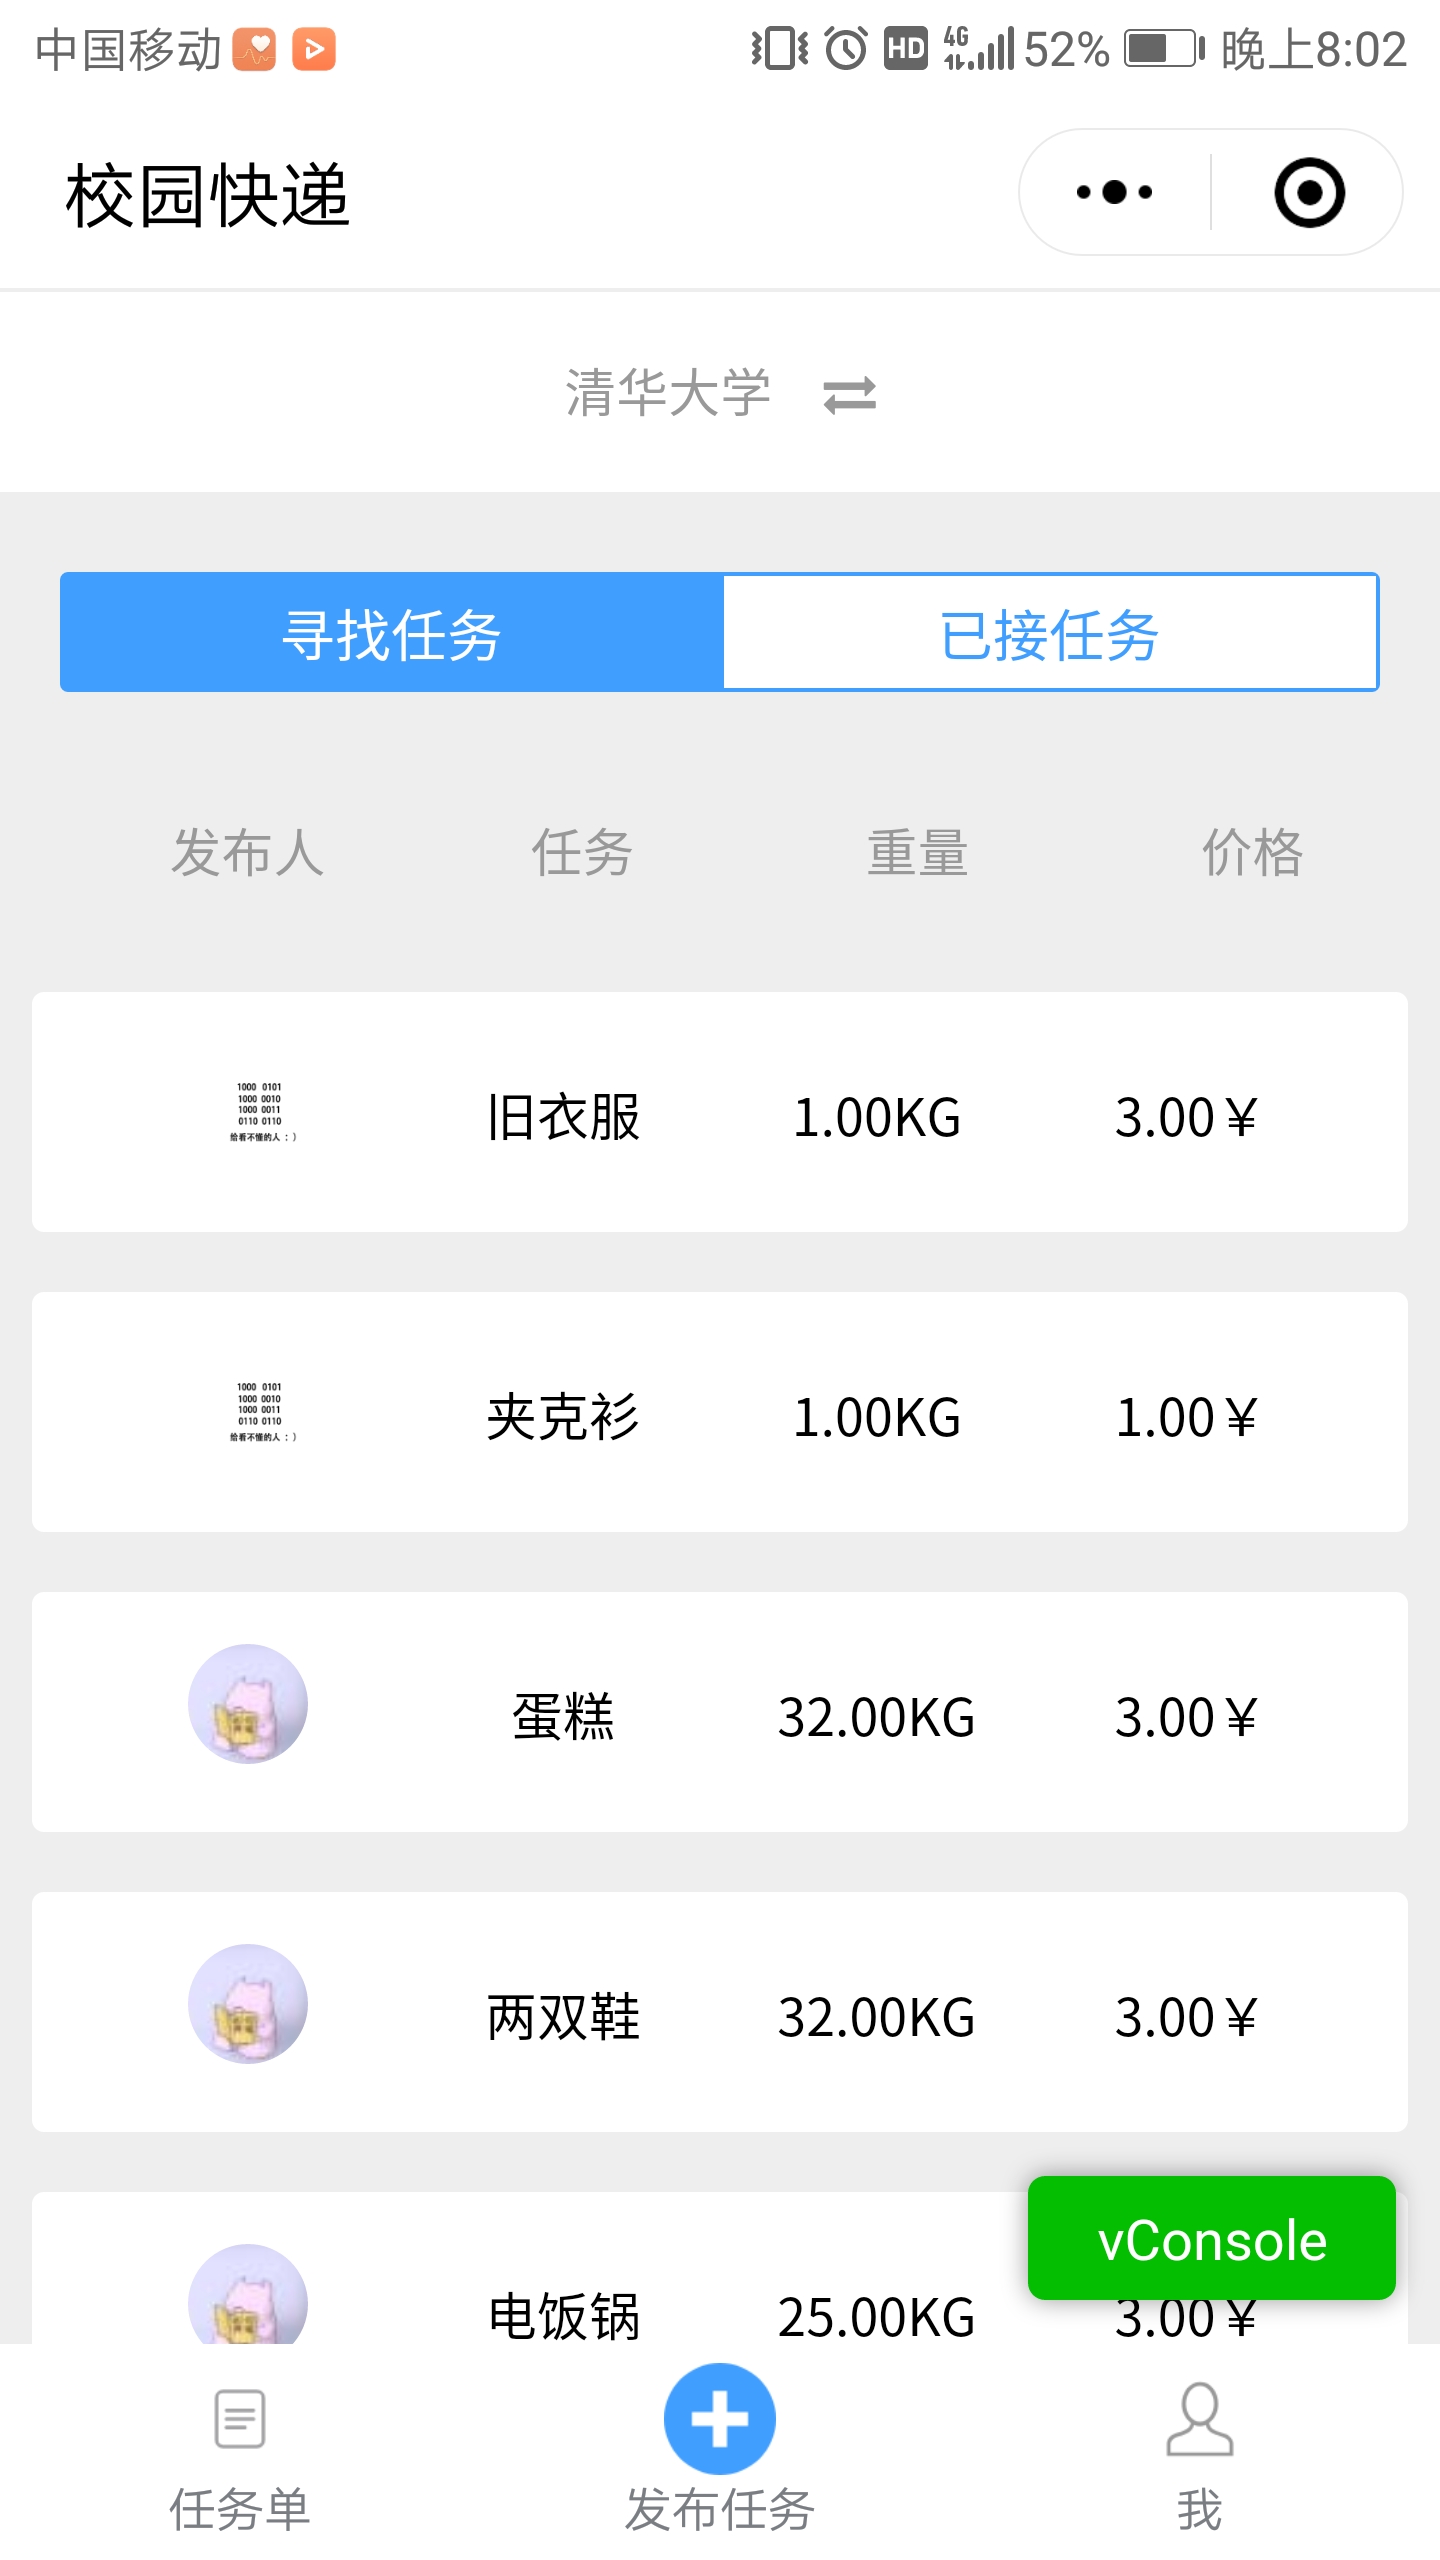 中国移动 HD 4G 52% 晚上8:02
校园快递
清华大学
寻找任务 已接任务
发布人 任务 重量 价格
1000 0101
1000 0010
1000 0011
0110 0110
给看不懂的人 : )
旧衣服 1.00KG 3.00￥
1000 0101
1000 0010
1000 0011
0110 0110
给看不懂的人 : )
夹克衫 1.00KG 1.00￥
蛋糕 32.00KG 3.00￥
两双鞋 32.00KG 3.00￥
vConsole
电饭锅 25.00KG 3.00￥
任务单 发布任务 我